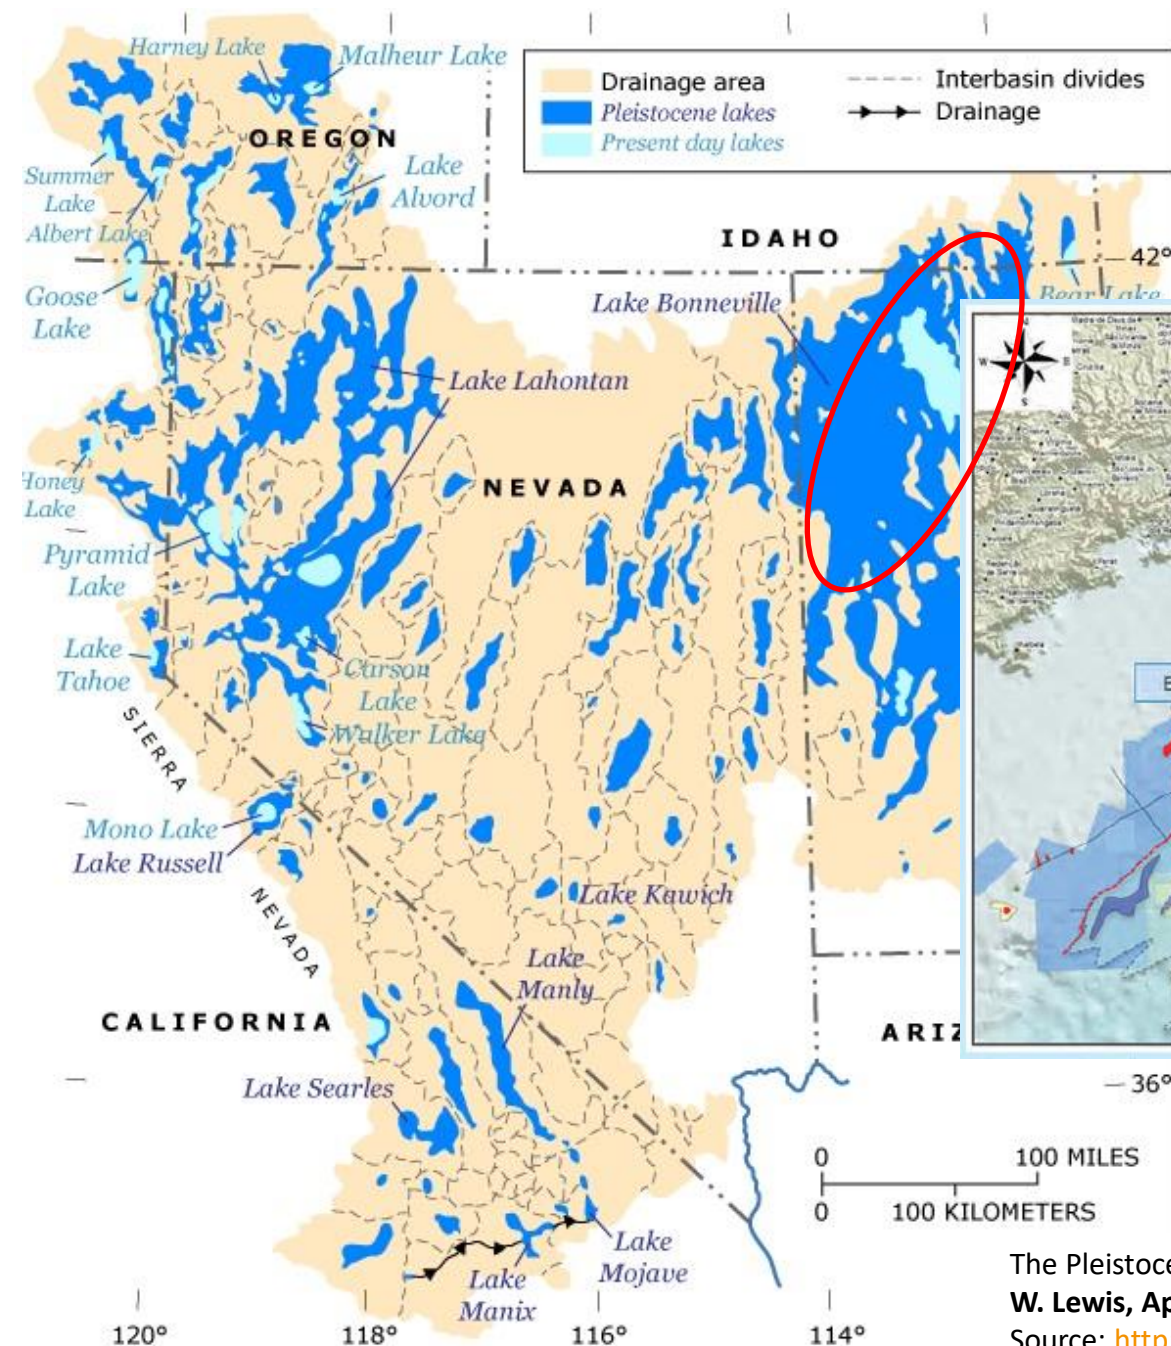 Harney Lake
Malheur Lake
OREGON
Summer
Lake
Albert Lake
Lake
Alvord
Goose
Lake
Drainage area
Pleistocene lakes
Present day lakes
Interbasin divides
Drainage
IDAHO
42°
Bear Lake
Lake Bonneville
Lake Lahontan
NEVADA
Honey
Lake
Pyramid
Lake
Lake
Tahoe
Carson
Lake
Walker Lake
SIERRA
NEVADA
Mono Lake
Lake Russell
Lake Kawich
Lake
Manly
CALIFORNIA
ARIZ
Lake Searles
36°
0 100 MILES
0 100 KILOMETERS
Lake
Mojave
Lake
Manix
120° 118° 116° 114°
N
W E
S
The Pleistoce
W. Lewis, Ap
Source: http